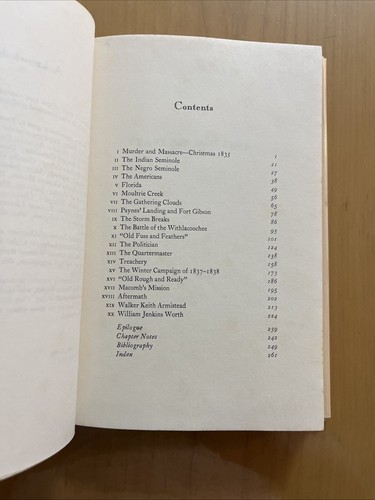 Contents
I Murder and Massacre—Christmas 1835 1
II The Indian Seminole 11
III The Negro Seminole 27
IV The Americans 38
V Florida 49
VI Moultrie Creek 56
VII The Gathering Clouds 65
VIII Paynes' Landing and Fort Gibson 78
IX The Storm Breaks 86
X The Battle of the Withlacoochee 93
XI "Old Fuss and Feathers" 101
XII The Politician 124
XIII The Quartermaster 138
XIV Treachery 158
XV The Winter Campaign of 1837–1838 173
XVI "Old Rough and Ready" 186
XVII Macomb's Mission 195
XVIII Aftermath 202
XIX Walker Keith Armistead 213
XX William Jenkins Worth 224
Epilogue 239
Chapter Notes 242
Bibliography 249
Index 261